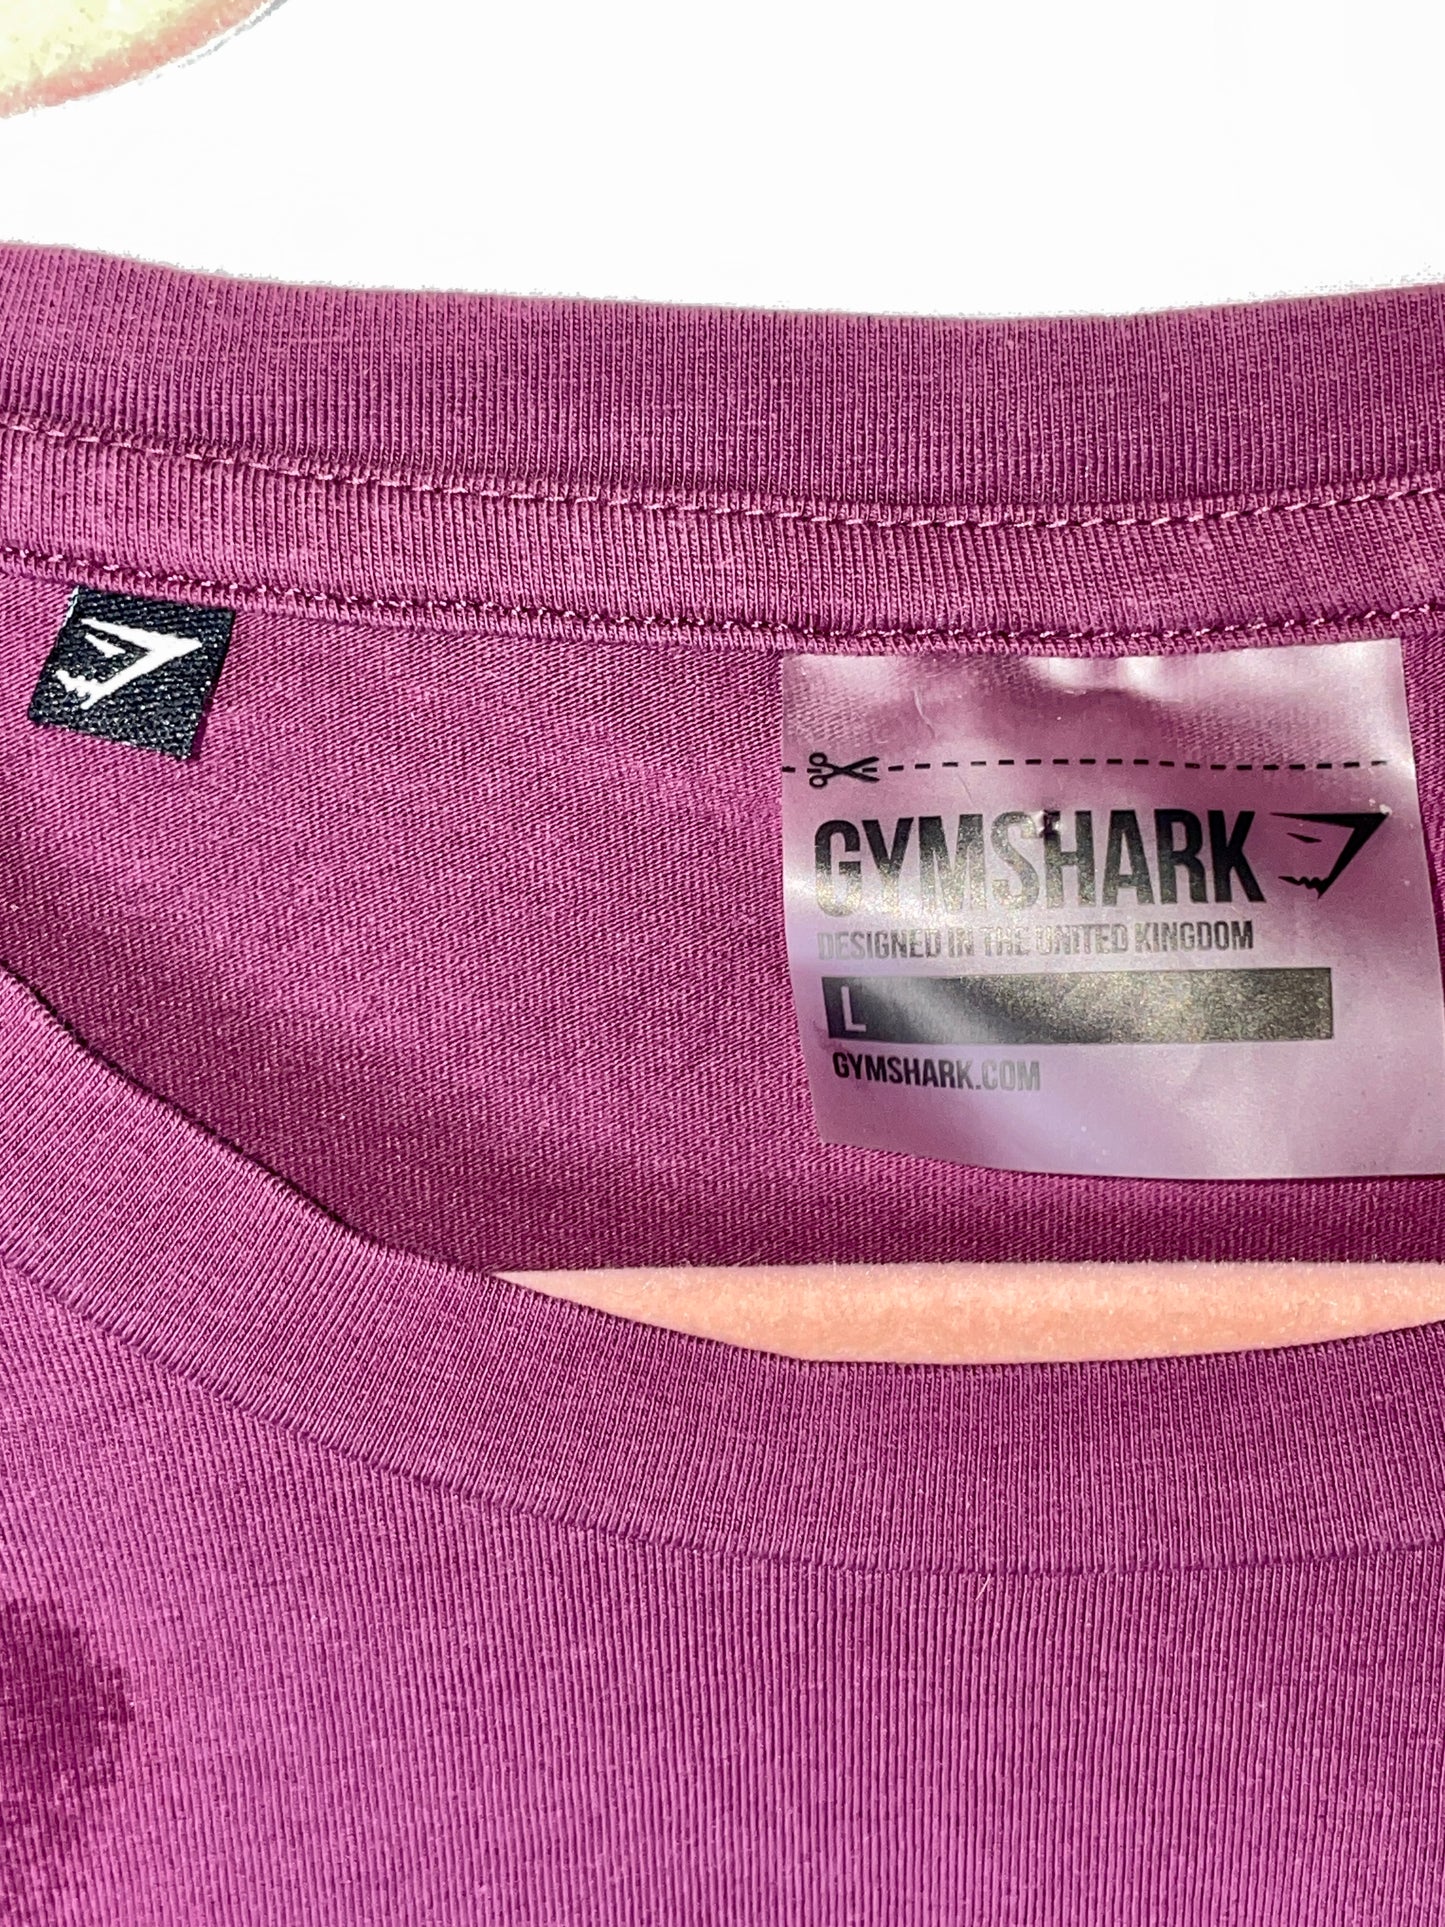 GYMSHARK
DESIGNED IN THE UNITED KINGDOM
L
GYMSHARK.COM